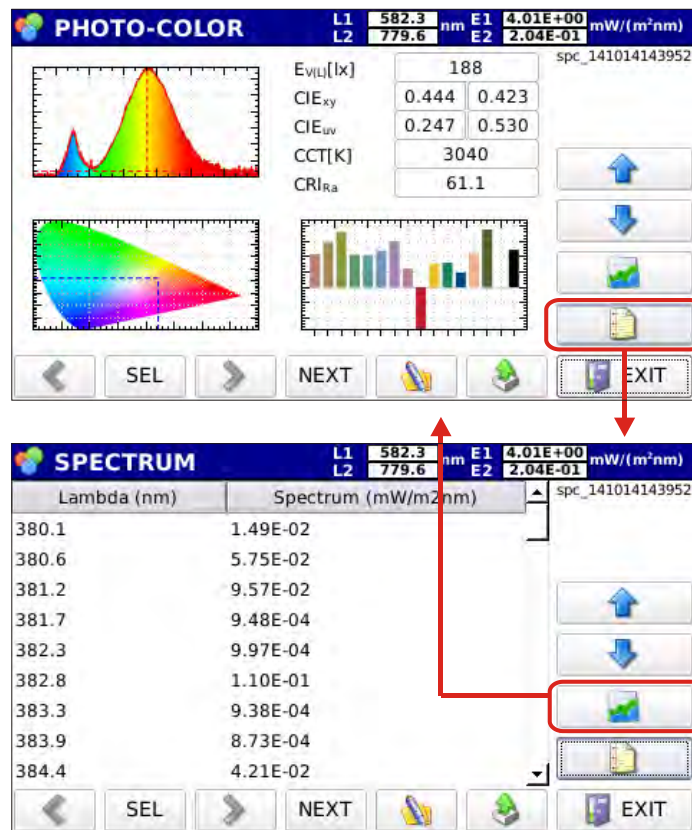 PHOTO-COLOR L1 582.3 nm E1 4.01E+00 mW/(m²nm)
L2 779.6 E2 2.04E-01
spc_141014143952
EV(L)[lx] 188
CIExy 0.444 0.423
CIEuv 0.247 0.530
CCT[K] 3040
CRIRa 61.1
SEL NEXT EXIT
SPECTRUM L1 582.3 nm E1 4.01E+00 mW/(m²nm)
L2 779.6 E2 2.04E-01
Lambda (nm) Spectrum (mW/m2nm) spc_141014143952
380.1 1.49E-02
380.6 5.75E-02
381.2 9.57E-02
381.7 9.48E-04
382.3 9.97E-04
382.8 1.10E-01
383.3 9.38E-04
383.9 8.73E-04
384.4 4.21E-02
SEL NEXT EXIT